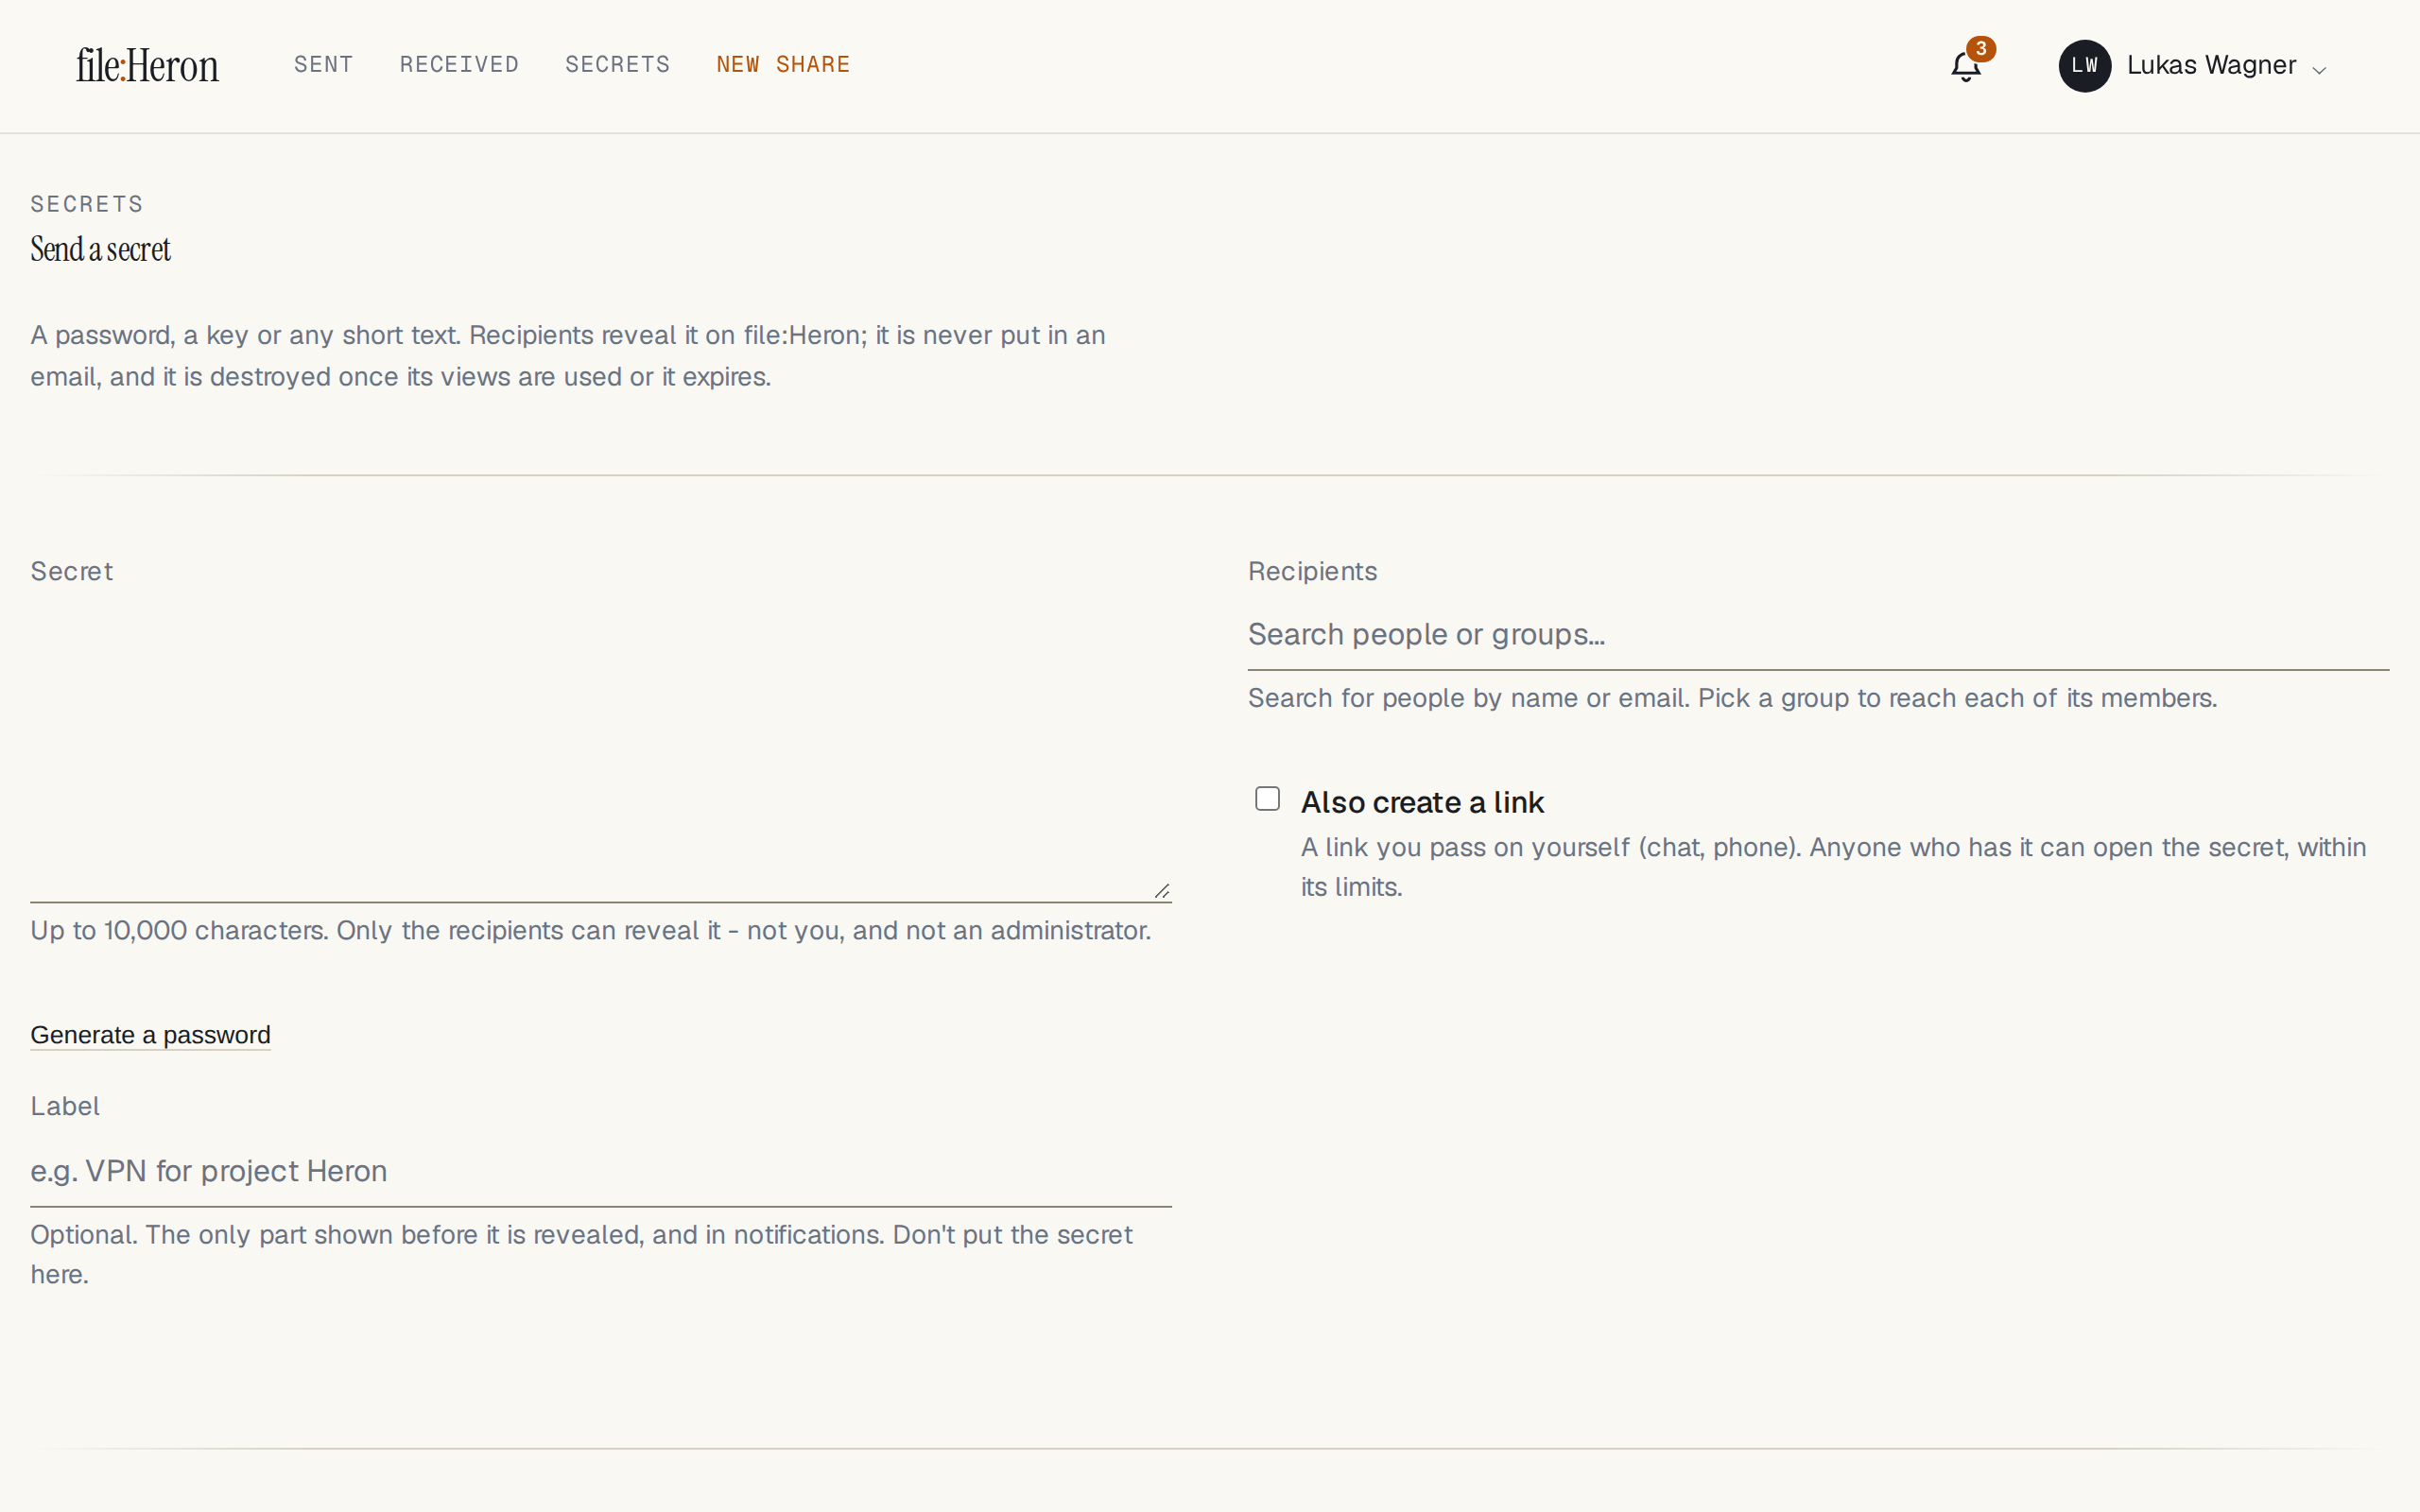 file:Heron
SENT
RECEIVED
SECRETS
NEW SHARE
3
LW
Lukas Wagner
SECRETS
Send a secret
A password, a key or any short text. Recipients reveal it on file:Heron; it is never put in an
email, and it is destroyed once its views are used or it expires.
Secret
Up to 10,000 characters. Only the recipients can reveal it - not you, and not an administrator.
Generate a password
Label
e.g. VPN for project Heron
Optional. The only part shown before it is revealed, and in notifications. Don't put the secret
here.
Recipients
Search people or groups...
Search for people by name or email. Pick a group to reach each of its members.
Also create a link
A link you pass on yourself (chat, phone). Anyone who has it can open the secret, within
its limits.